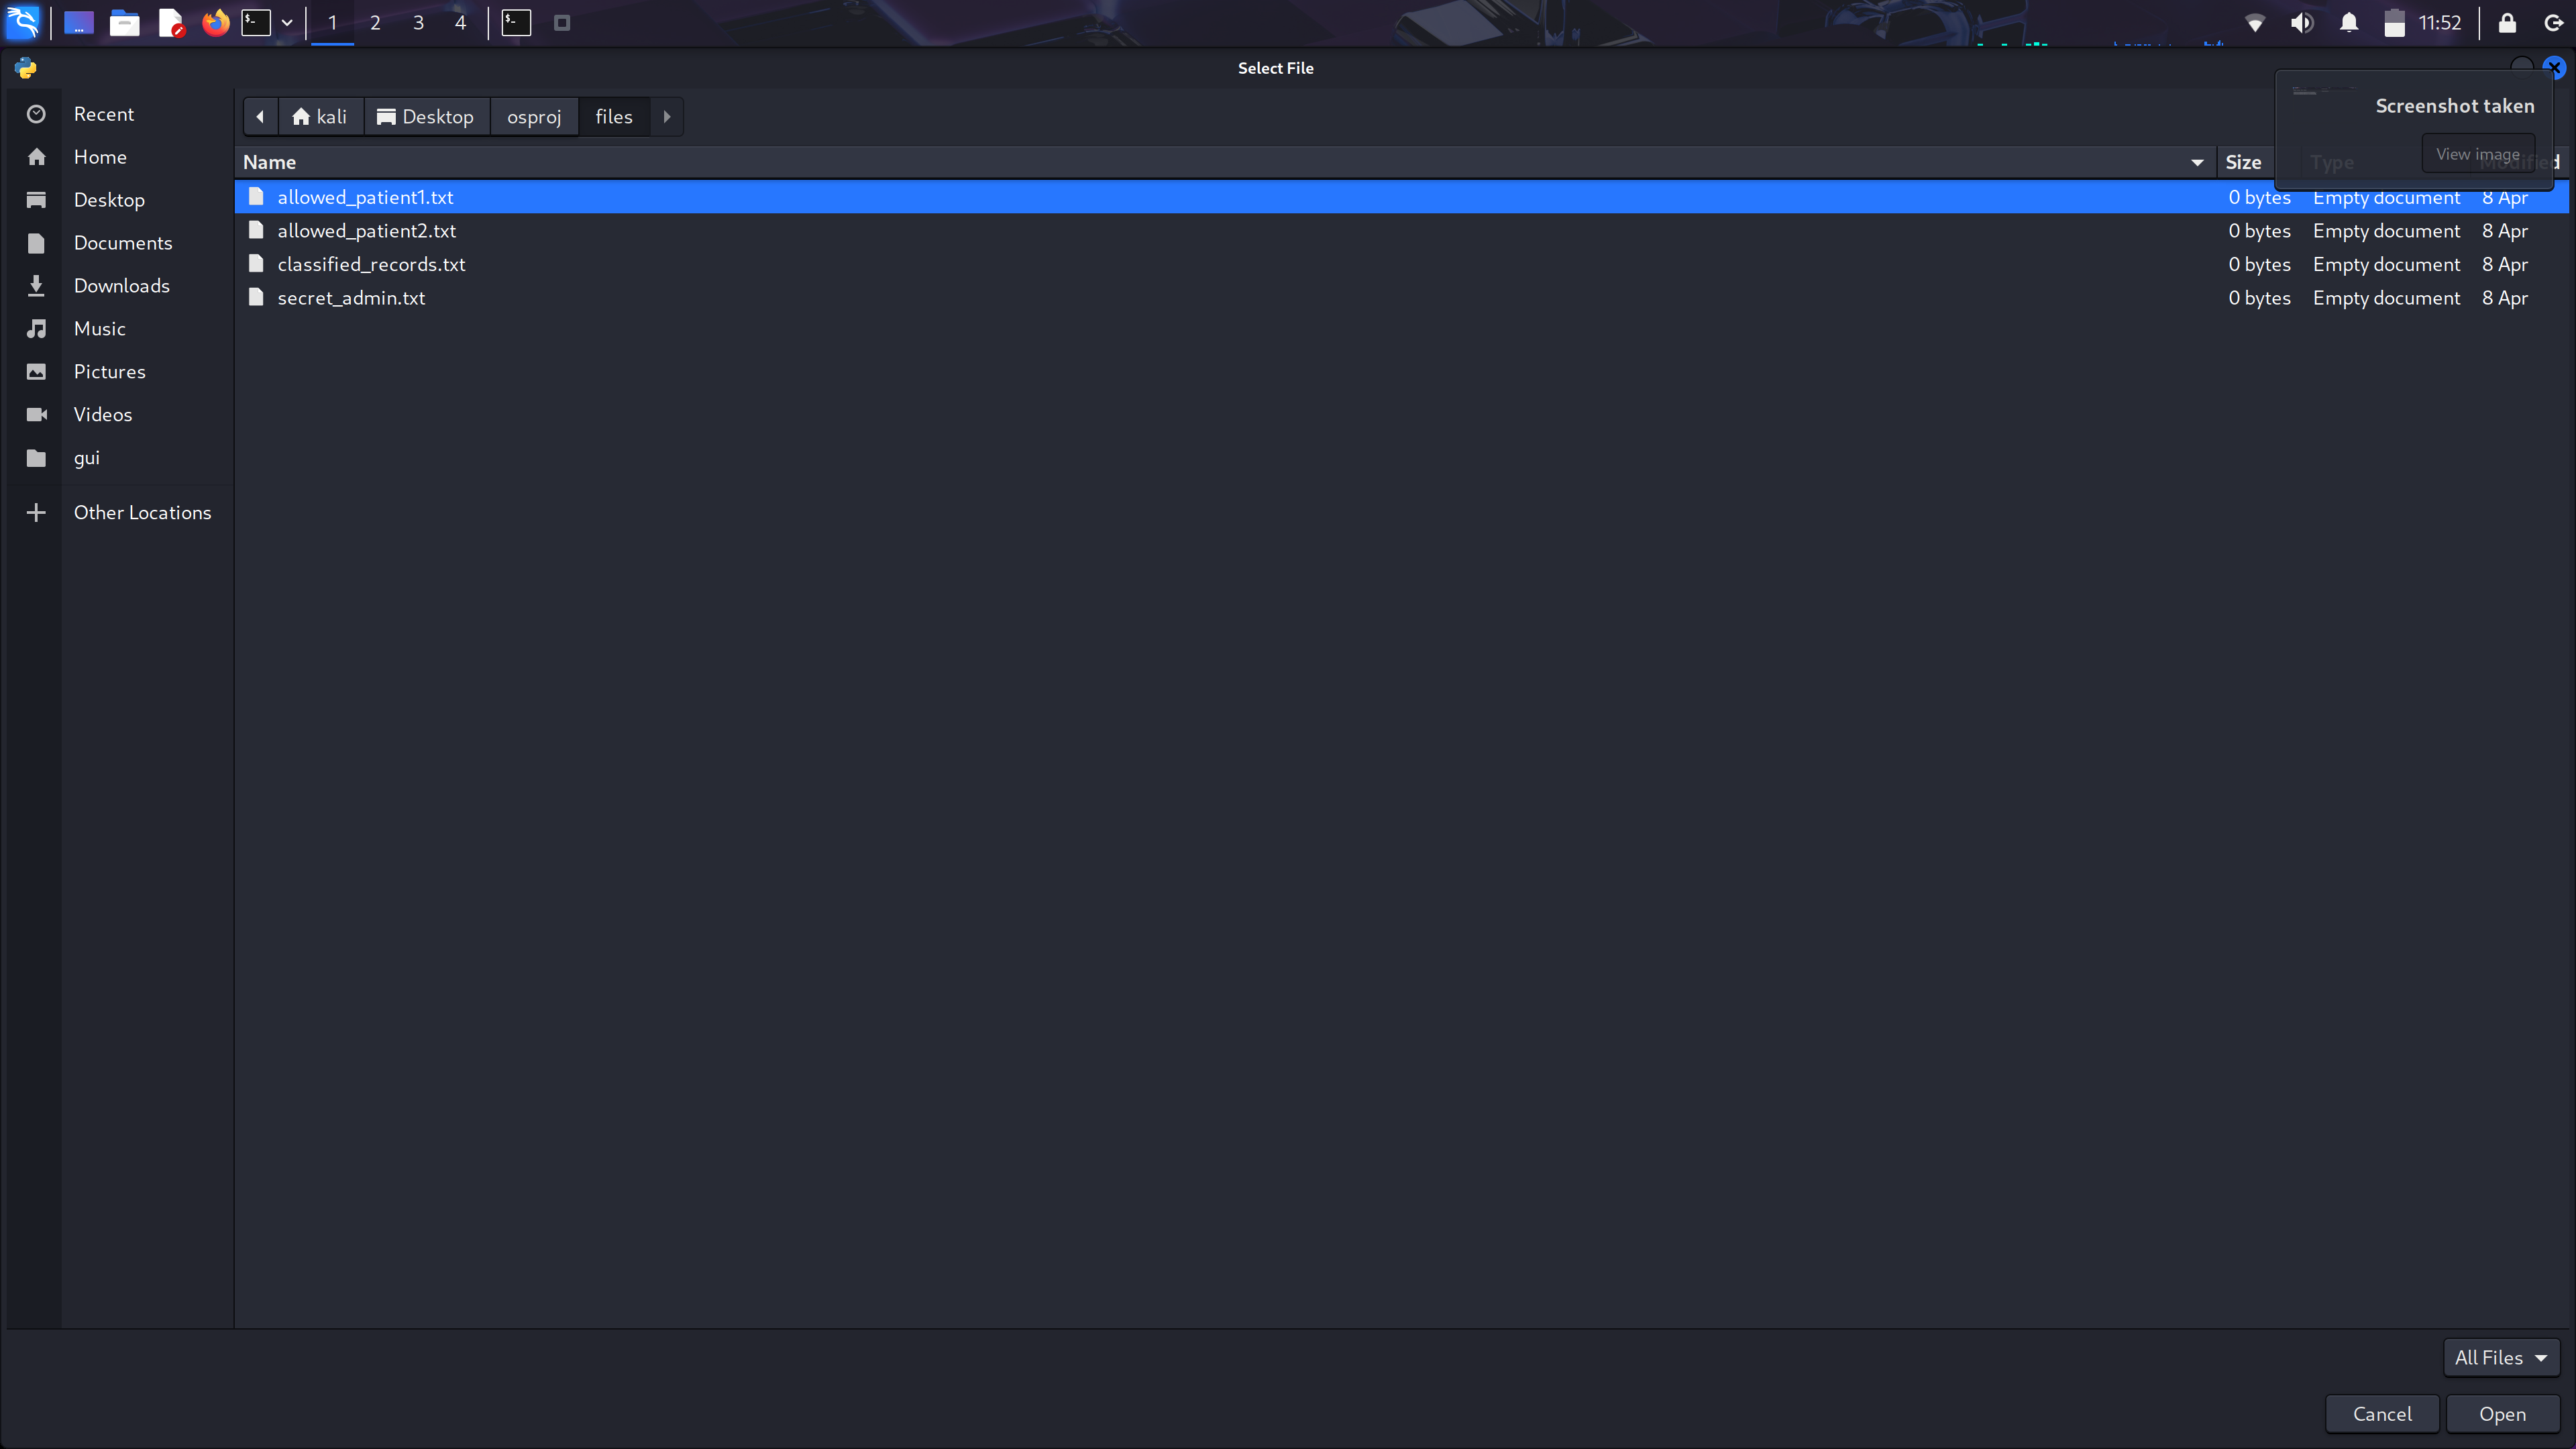 1 2 3 4 11:52
Select File
Screenshot taken
View image
Recent
Home
Desktop
Documents
Downloads
Music
Pictures
Videos
gui
Other Locations
kali Desktop osproj files
Name Size Type Modified
allowed_patient1.txt 0 bytes Empty document 8 Apr
allowed_patient2.txt 0 bytes Empty document 8 Apr
classified_records.txt 0 bytes Empty document 8 Apr
secret_admin.txt 0 bytes Empty document 8 Apr
All Files
Cancel Open